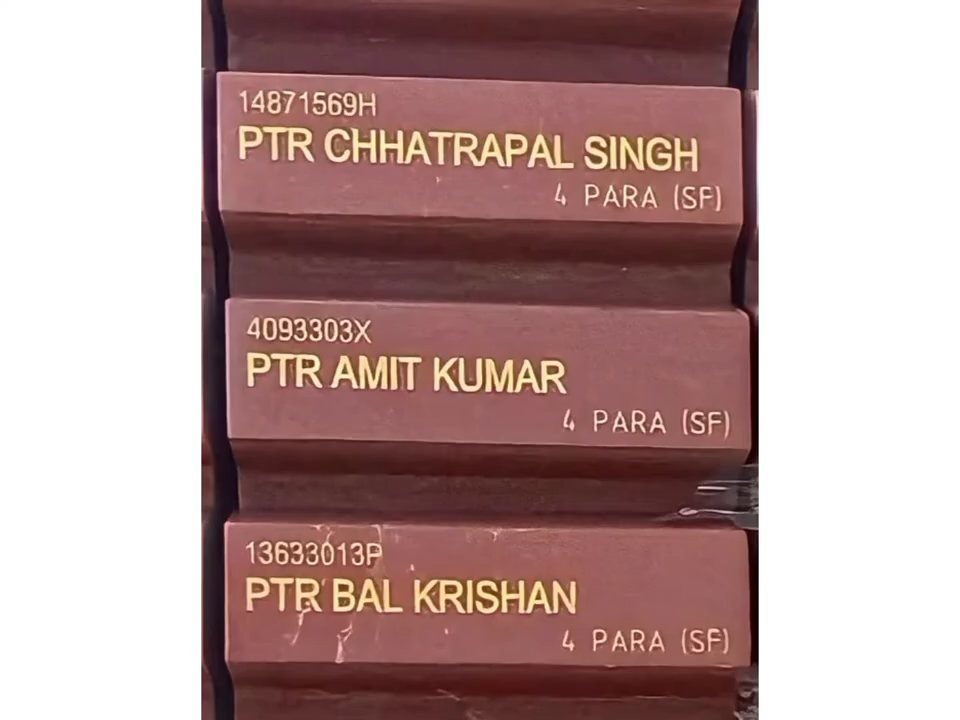 14871569H
PTR CHHATRAPAL SINGH
4 PARA (SF)
4093303X
PTR AMIT KUMAR
4 PARA (SF)
13633013P
PTR BAL KRISHAN
4 PARA (SF)